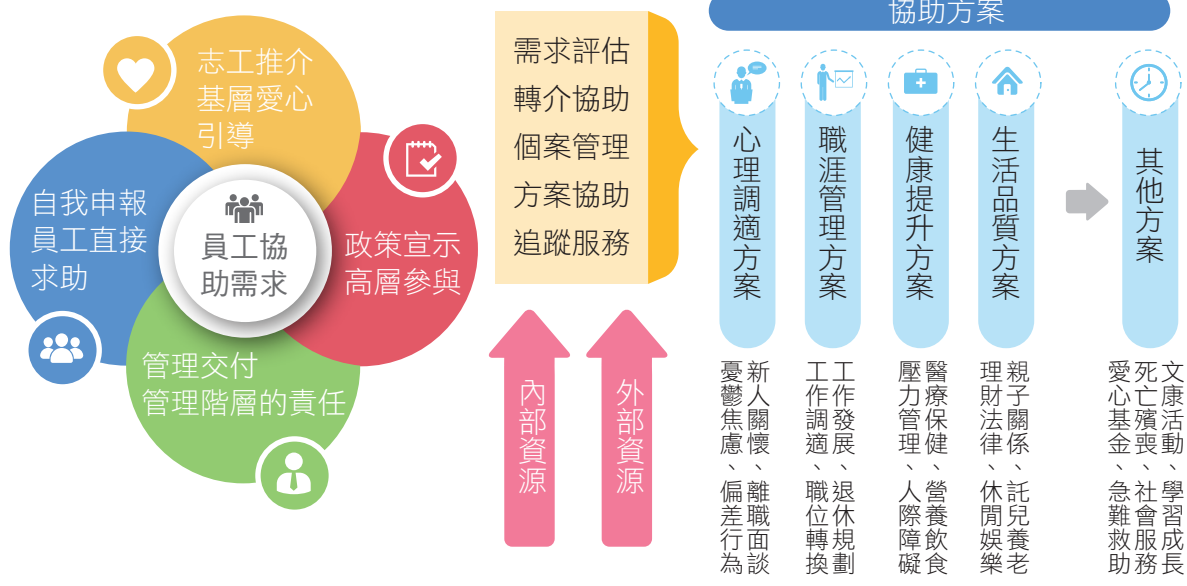 志工推介
基層愛心
引導
自我申報
員工直接
求助
員工協
助需求
政策宣示
高層參與
管理交付
管理階層的責任
需求評估
轉介協助
個案管理
方案協助
追蹤服務
內部資源
外部資源
協助方案
心理調適方案
新人關懷、離職面談
憂鬱焦慮、偏差行為
職涯管理方案
工作發展、退休規劃
工作調適、職位轉換
健康提升方案
醫療保健、營養飲食
壓力管理、人際障礙
生活品質方案
親子關係、託兒養老
理財法律、休閒娛樂
其他方案
文康活動、學習成長
死亡殯喪、社會服務
愛心基金、急難救助